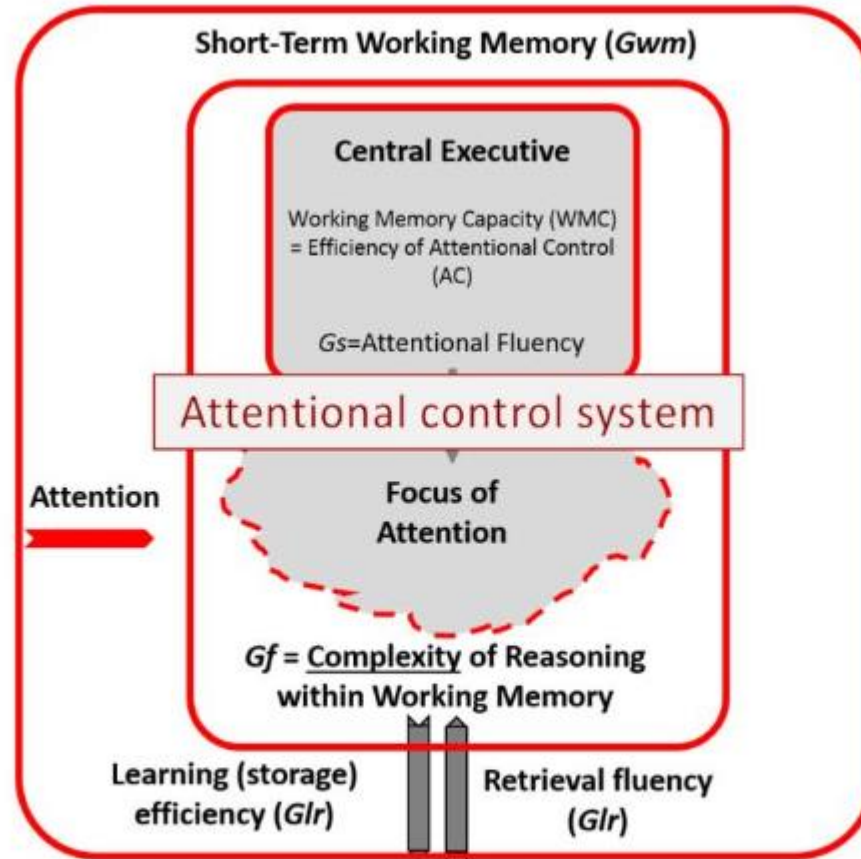 Short-Term Working Memory (Gwm)
Central Executive
Working Memory Capacity (WMC)
= Efficiency of Attentional Control
(AC)
Gs=Attentional Fluency
Attentional control system
Attention
Focus of
Attention
Gf = Complexity of Reasoning
within Working Memory
Learning (storage)
efficiency (Glr)
Retrieval fluency
(Glr)